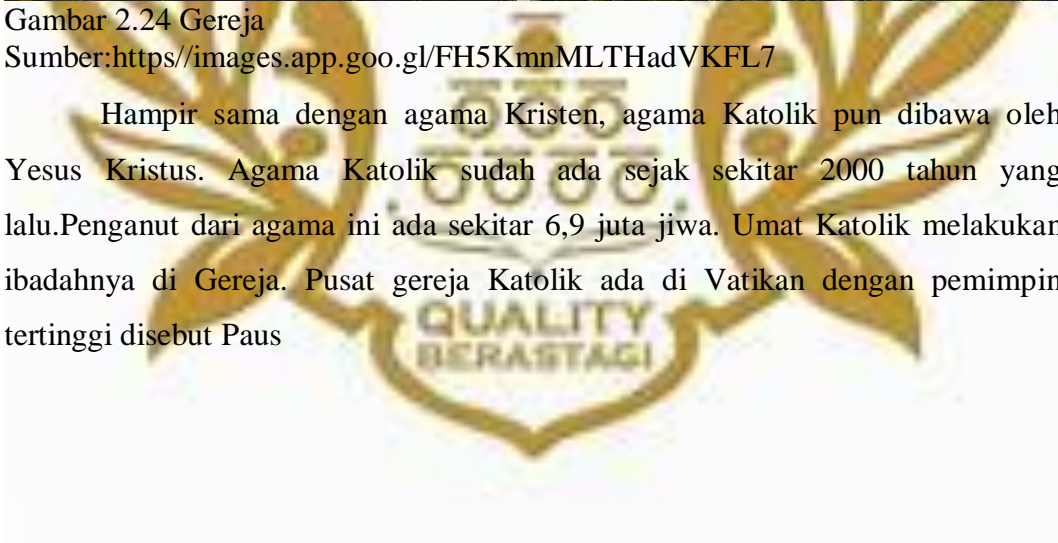 Gambar 2.24 Gereja
Sumber:https//images.app.goo.gl/FH5KmnMLTHadVKFL7
Hampir sama dengan agama Kristen, agama Katolik pun dibawa oleh
Yesus Kristus. Agama Katolik sudah ada sejak sekitar 2000 tahun yang
lalu.Penganut dari agama ini ada sekitar 6,9 juta jiwa. Umat Katolik melakukan
ibadahnya di Gereja. Pusat gereja Katolik ada di Vatikan dengan pemimpin
QUALITY
tertinggi disebut Paus
BERASTAGI